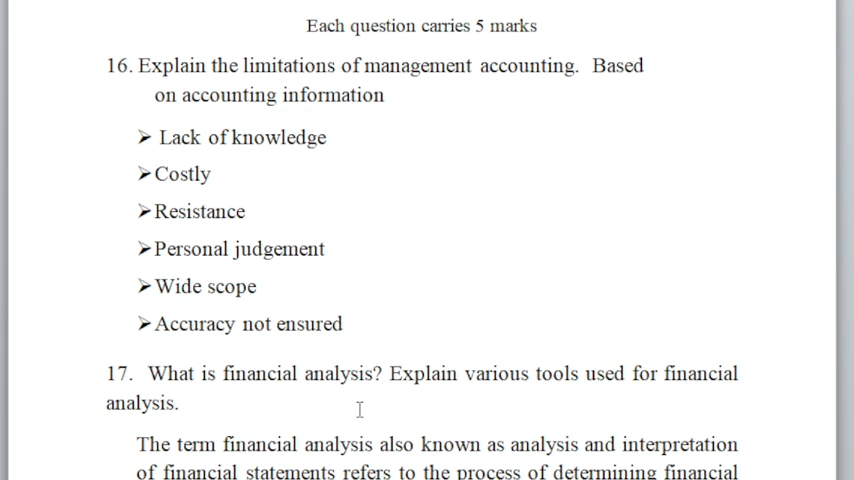 Each question carries 5 marks
16. Explain the limitations of management accounting. Based
on accounting information
➢ Lack of knowledge
➢ Costly
➢ Resistance
➢ Personal judgement
➢ Wide scope
➢ Accuracy not ensured
17. What is financial analysis? Explain various tools used for financial
analysis.
The term financial analysis also known as analysis and interpretation
of financial statements refers to the process of determining financial